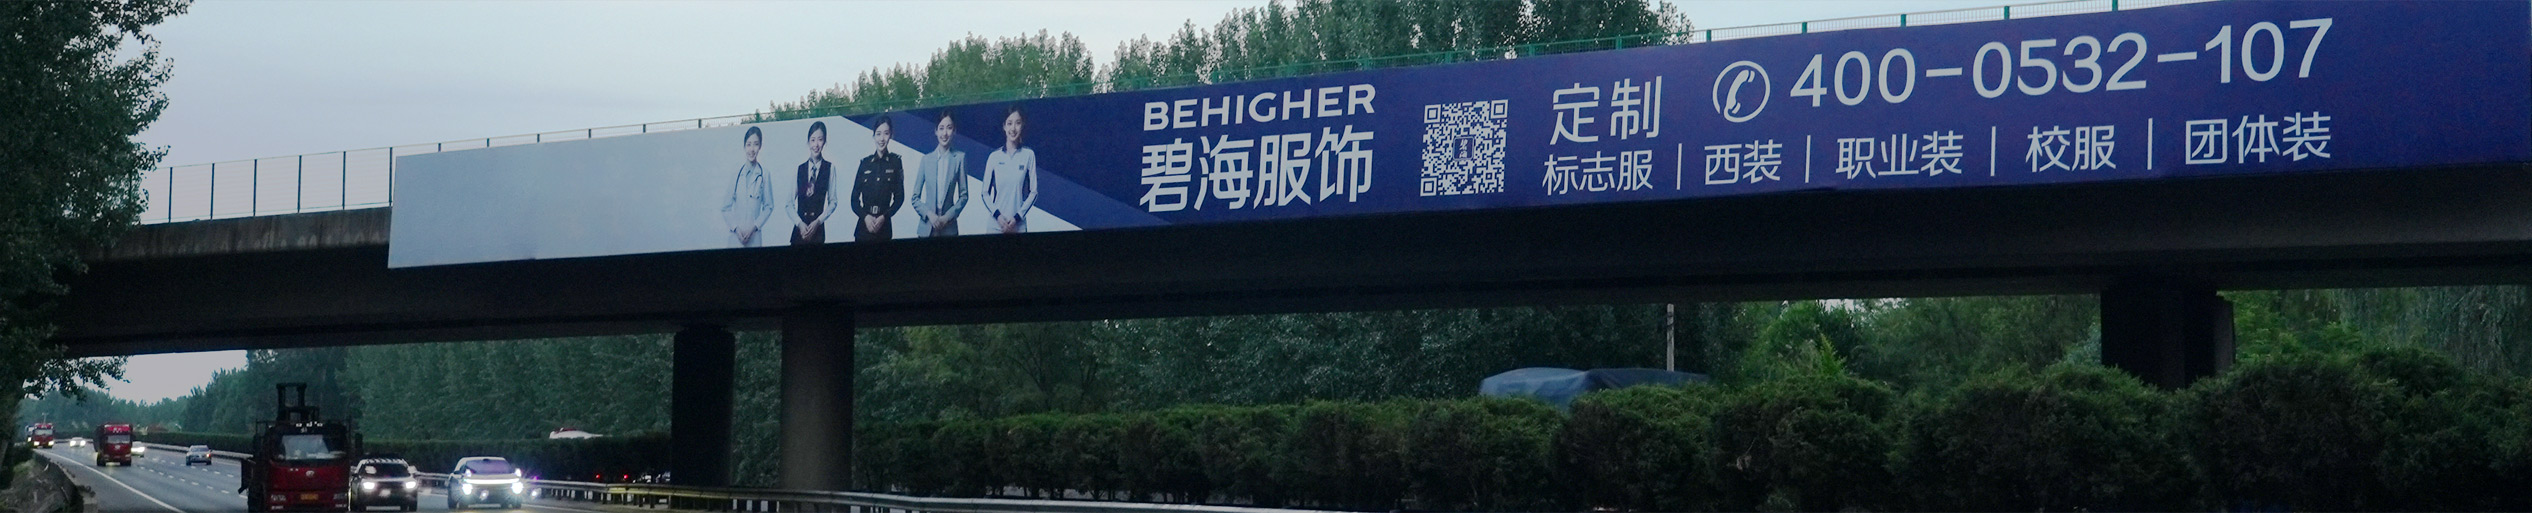 BEHIGHER
碧海服饰
定制 400-0532-107
标志服 | 西装 | 职业装 | 校服 | 团体装